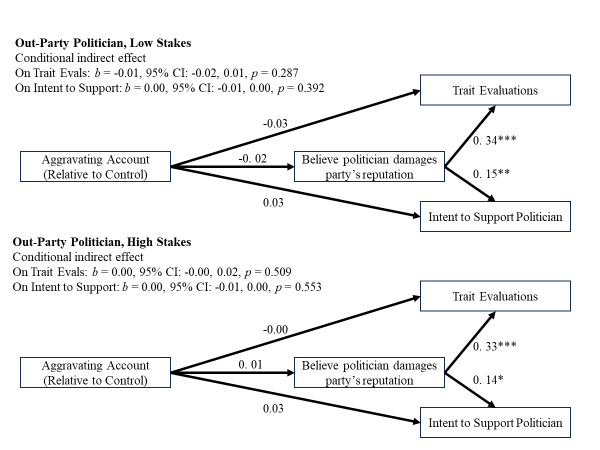 Out-Party Politician, Low Stakes
Conditional indirect effect
On Trait Evals: b = -0.01, 95% CI: -0.02, 0.01, p = 0.287
On Intent to Support: b = 0.00, 95% CI: -0.01, 0.00, p = 0.392
Trait Evaluations
-0.03
0. 34***
Aggravating Account
(Relative to Control)
-0. 02
Believe politician damages
party's reputation
0. 15**
0.03
Intent to Support Politician
Out-Party Politician, High Stakes
Conditional indirect effect
On Trait Evals: b = 0.00, 95% CI: -0.00, 0.02, p = 0.509
On Intent to Support: b = 0.00, 95% CI: -0.01, 0.00, p = 0.553
Trait Evaluations
-0.00
0. 33***
Aggravating Account
(Relative to Control)
0. 01
Believe politician damages
party's reputation
0. 14*
0.03
Intent to Support Politician